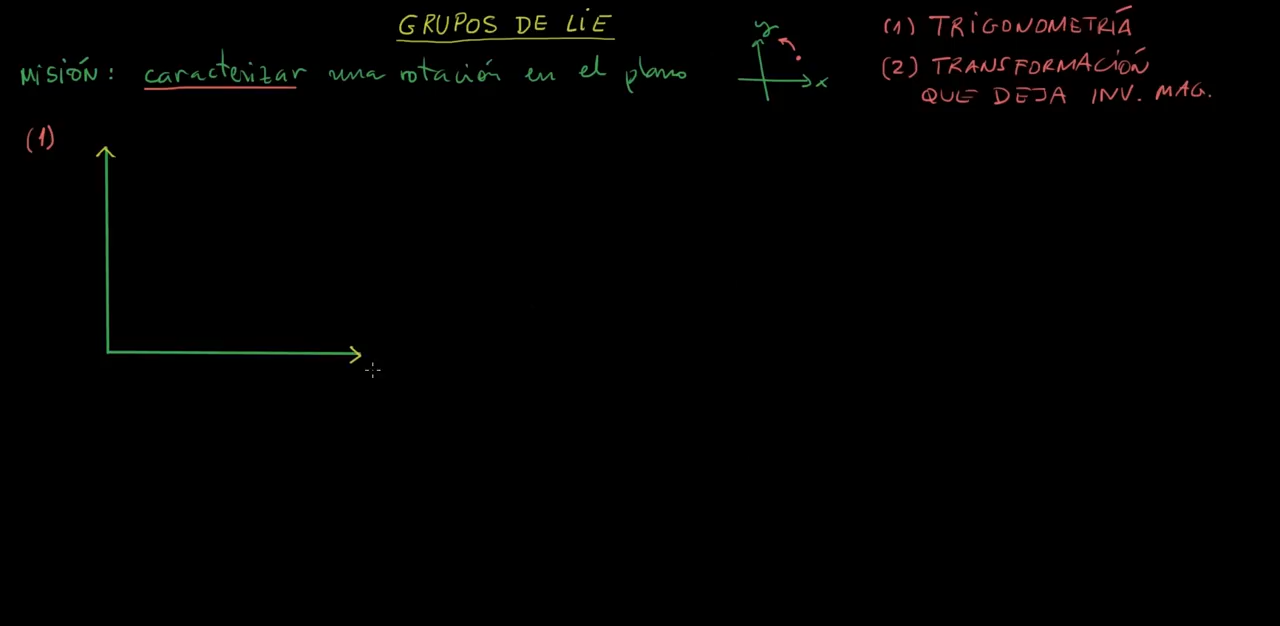 GRUPOS DE LiE
Misión: caracterizar una rotación en el plano
y
x
(1) TRiGONOMETRÍA
(2) TRANSFORMACiÓN
QUE DEJA INV. MAG.
(1)